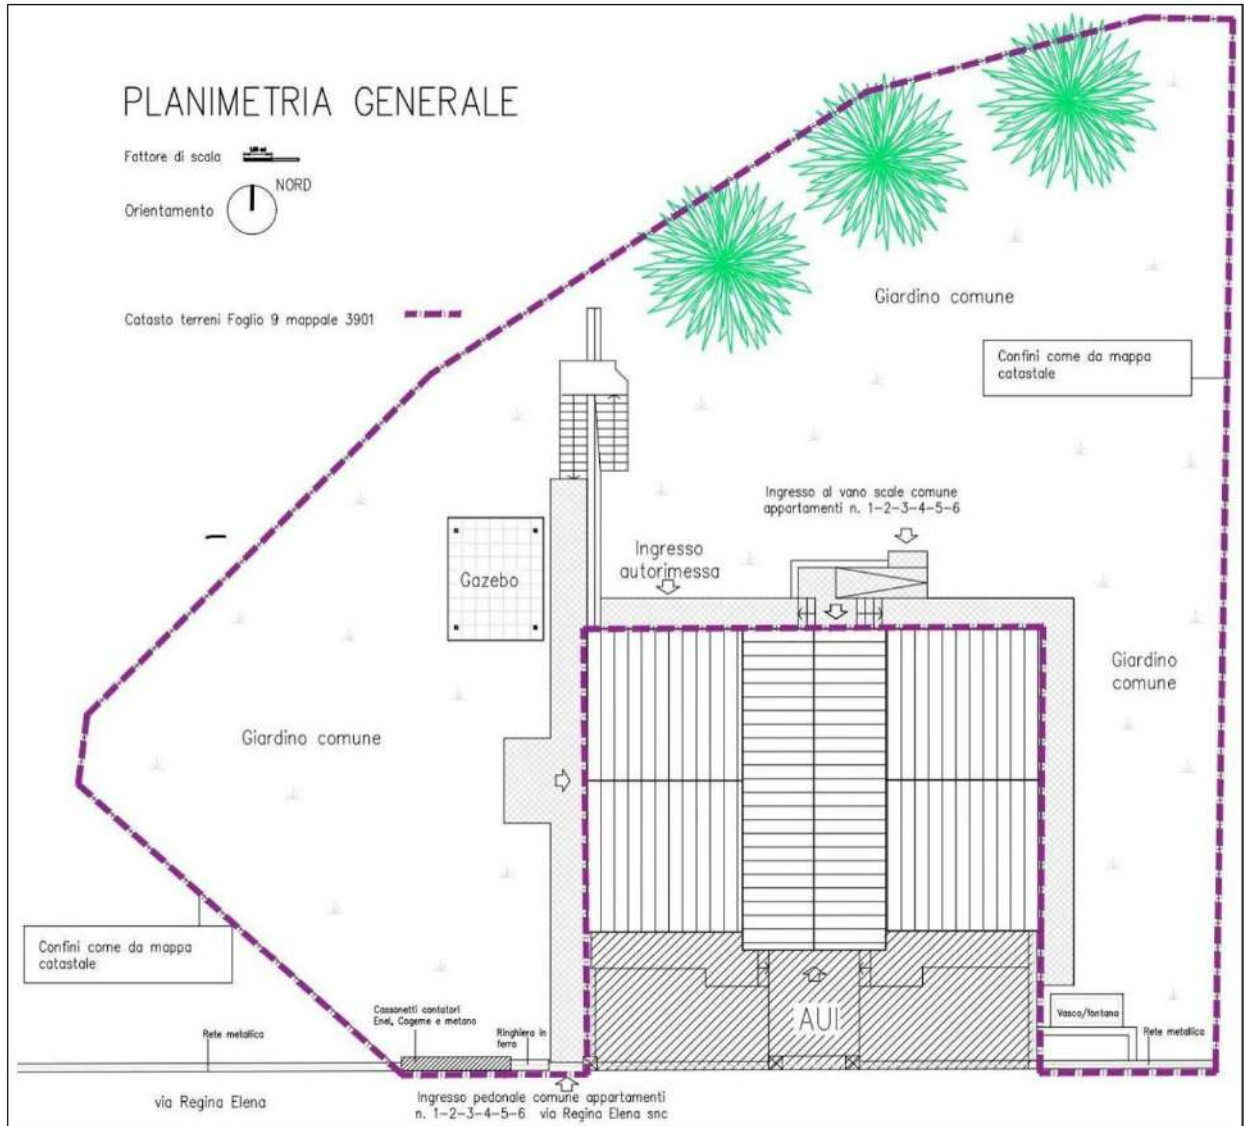 PLANIMETRIA GENERALE
Fattore di scala
NORD
Orientamento
Catasto terreni Foglio 9 mappale 3901
Giardino comune
Confini come da mappa
catastale
Ingresso al vano scale comune
appartamenti n. 1-2-3-4-5-6
Ingresso
autorimessa
Gazebo
Giardino
comune
Giardino comune
Confini come da mappa
catastale
Cassonetti contatori
Enel, Cogeme e metano
Rete metallica
Ringhiera in
ferro
AUI
Vasca/fontana
Rete metallica
via Regina Elena
Ingresso pedonale comune appartamenti
n. 1-2-3-4-5-6 via Regina Elena snc